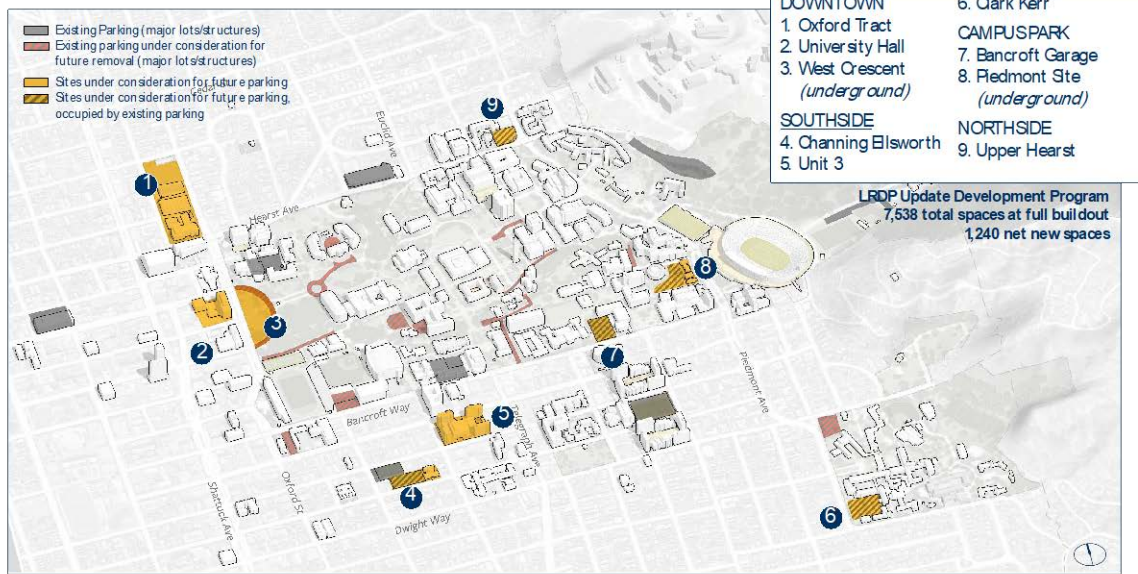 Existing Parking (major lots/structures)
Existing parking under consideration for
future removal (major lots/structures)
Sites under consideration for future parking
Sites under consideration for future parking,
occupied by existing parking
DOWNTOWN
1. Oxford Tract
2. University Hall
3. West Crescent
(underground)
SOUTHSIDE
4. Channing Ellsworth
5. Unit 3
6. Clark Kerr
CAMPUS PARK
7. Bancroft Garage
8. Piedmont Site
(underground)
NORTHSIDE
9. Upper Hearst
LRDP Update Development Program
7,538 total spaces at full buildout
1,240 net new spaces
Euclid Ave
9
1
Hearst Ave
8
3
2
7
Piedmont Ave
Bancroft Way
5
Telegraph Ave
Oxford St
4
Shattuck Ave
Dwight Way
6